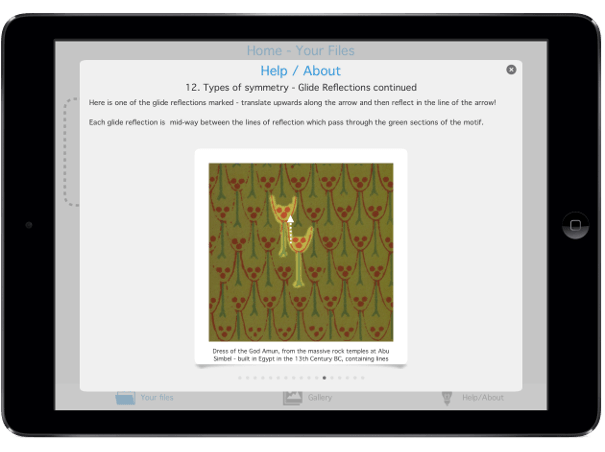 Home - Your Files
Help / About
12. Types of symmetry - Glide Reflections continued
Here is one of the glide reflections marked - translate upwards along the arrow and then reflect in the line of the arrow!
Each glide reflection is mid-way between the lines of reflection which pass through the green sections of the motif.
Dress of the God Amun, from the massive rock temples at Abu
Simbel - built in Egypt in the 13th Century BC, containing lines
Your files
Gallery
Help/About